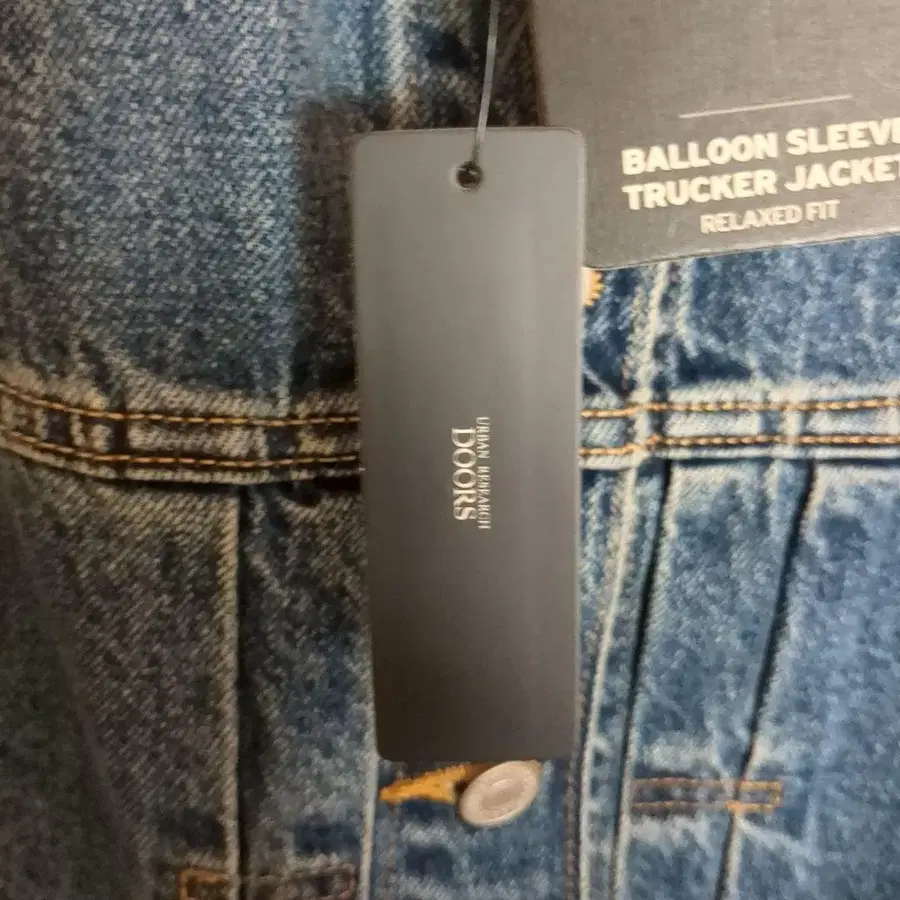 BALLOON SLEEVE
TRUCKER JACKET
RELAXED FIT
URBAN RESEARCH
DOORS